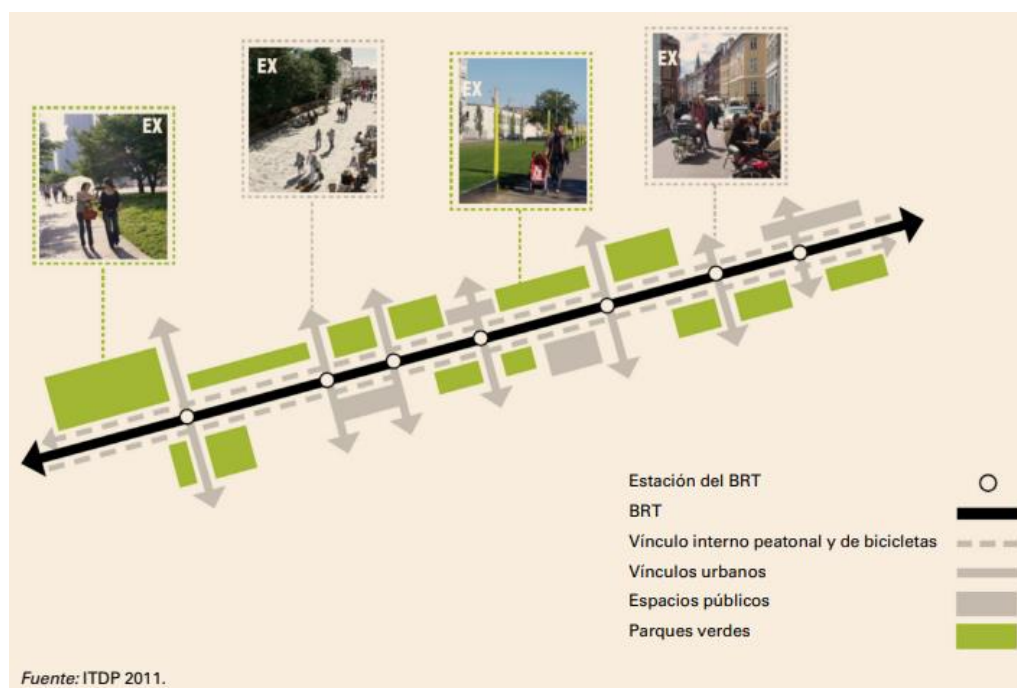 EX
EX
EX
EX
Estación del BRT
BRT
Vínculo interno peatonal y de bicicletas
Vínculos urbanos
Espacios públicos
Parques verdes
Fuente: ITDP 2011.